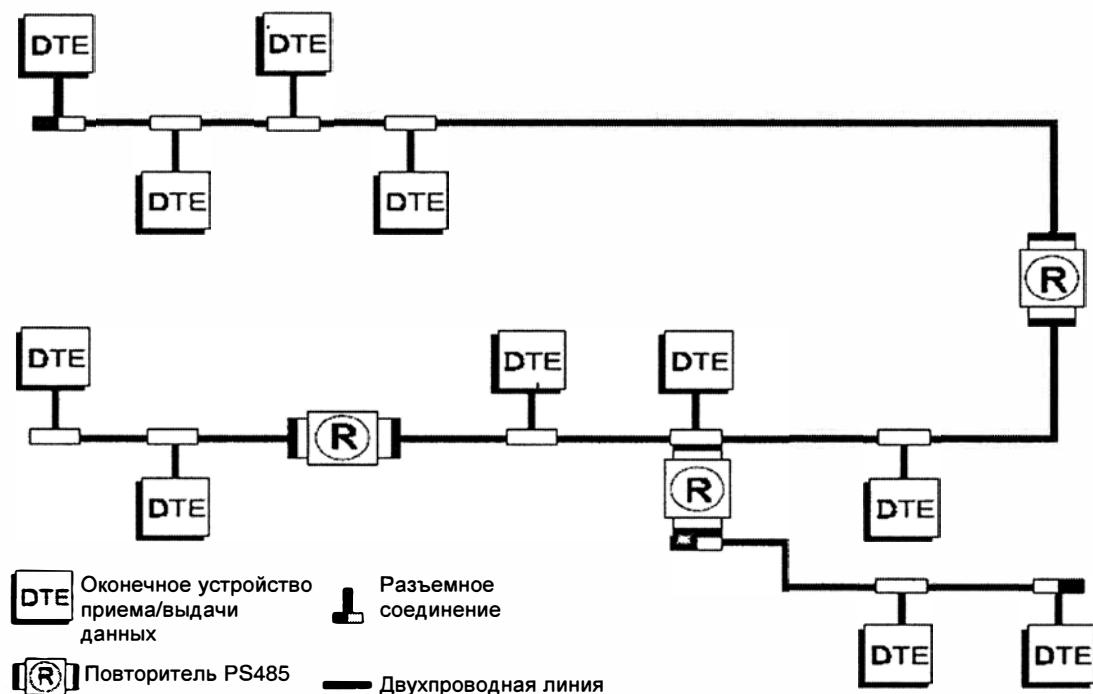 DTE
DTE
DTE
DTE
R
DTE
DTE
DTE
R
R
DTE
DTE
DTE
DTE
DTE
Оконечное устройство
приема/выдачи
данных
Разъемное
соединение
R
Повторитель PS485
Двухпроводная линия